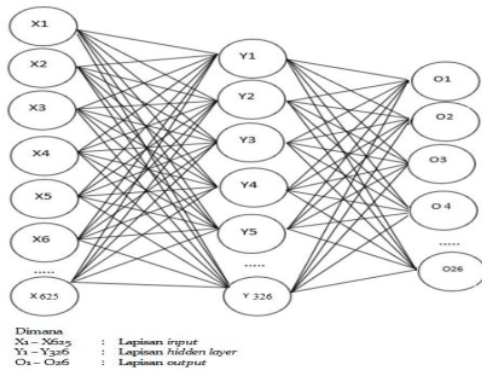 X1
X2
X3
X4
X5
X6
.....
X 625
Y1
Y2
Y3
Y4
Y5
.....
Y 326
O1
O2
O3
O 4
.....
O26
Dimana
X1 – X625 : Lapisan input
Y1 – Y326 : Lapisan hidden layer
O1 – O26 : Lapisan output